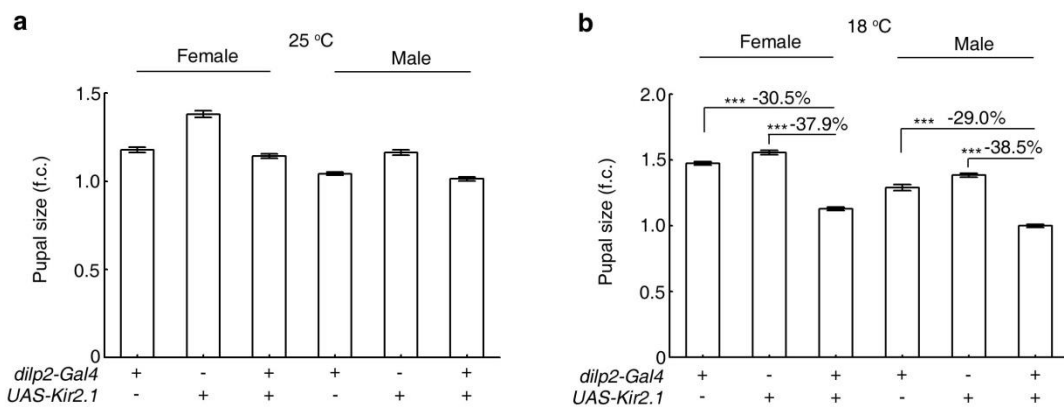 a
25 °C
Female
Male
1.5
1.0
0.5
0
Pupal size (f.c.)
dilp2-Gal4 + - + + - +
UAS-Kir2.1 - + + - + +
b
18 °C
Female
Male
2.0
1.5
1.0
0.5
0
Pupal size (f.c.)
*** -30.5%
***-37.9%
*** -29.0%
***-38.5%
dilp2-Gal4 + - + + - +
UAS-Kir2.1 - + + - + +